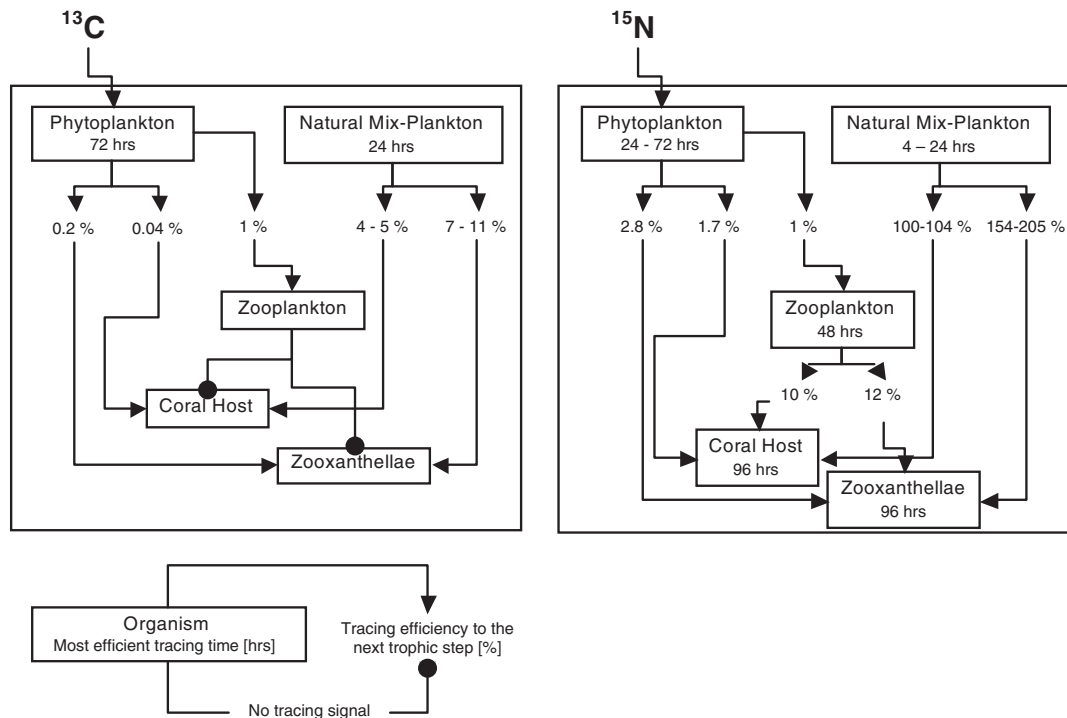 13C
Phytoplankton
72 hrs
Natural Mix-Plankton
24 hrs
0.2 %
0.04 %
1 %
4 - 5 %
7 - 11 %
Zooplankton
Coral Host
Zooxanthellae
15N
Phytoplankton
24 - 72 hrs
Natural Mix-Plankton
4 – 24 hrs
2.8 %
1.7 %
1 %
100-104 %
154-205 %
Zooplankton
48 hrs
10 %
12 %
Coral Host
96 hrs
Zooxanthellae
96 hrs
Organism
Most efficient tracing time [hrs]
Tracing efficiency to the
next trophic step [%]
No tracing signal